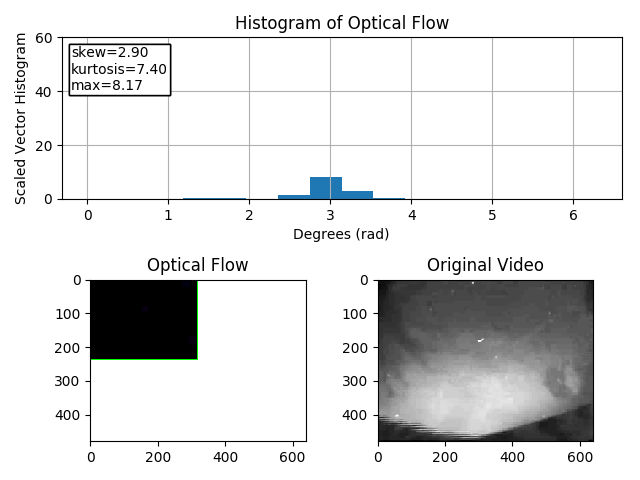 Histogram of Optical Flow
60
40
20
0
Scaled Vector Histogram
skew=2.90
kurtosis=7.40
max=8.17
0 1 2 3 4 5 6
Degrees (rad)
Optical Flow
0
100
200
300
400
0 200 400 600
Original Video
0
100
200
300
400
0 200 400 600